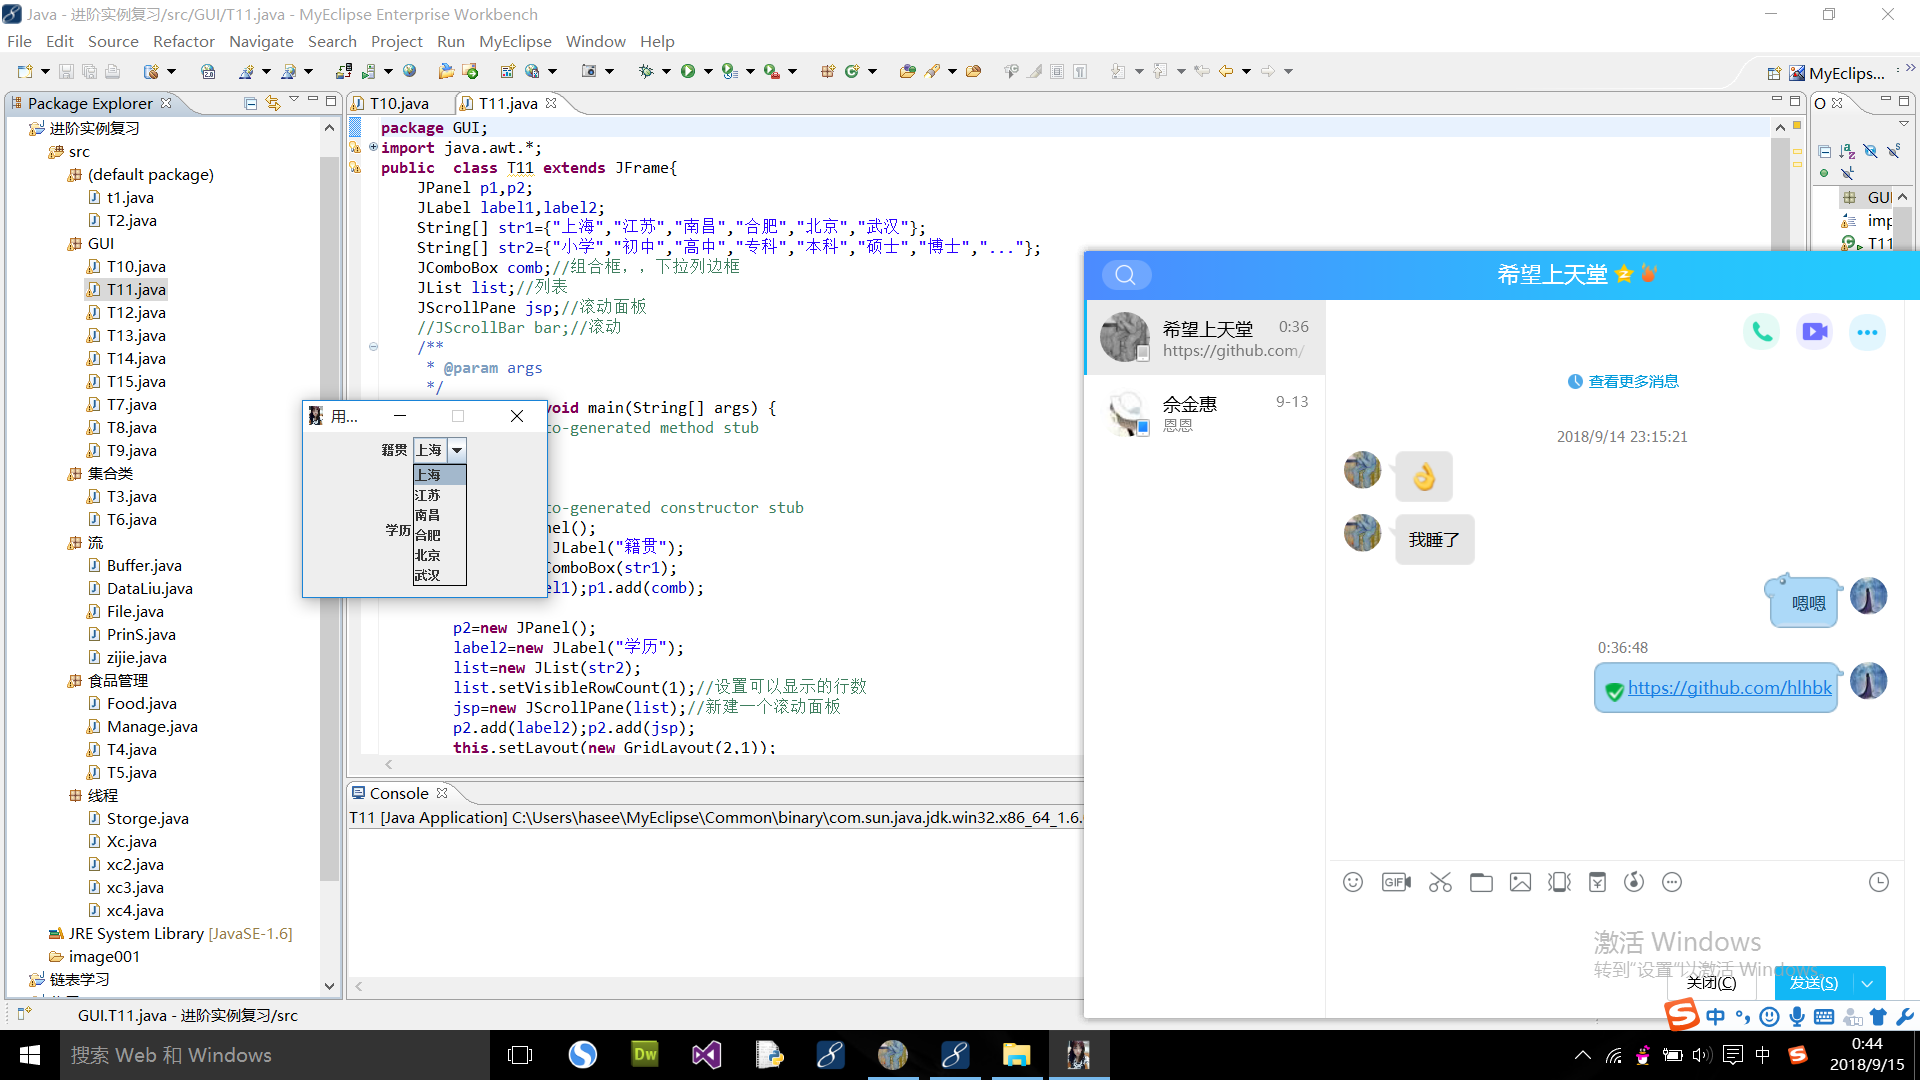 Java - 进阶实例复习/src/GUI/T11.java - MyEclipse Enterprise Workbench
File Edit Source Refactor Navigate Search Project Run MyEclipse Window Help
MyEclips...
Package Explorer
进阶实例复习
src
(default package)
t1.java
T2.java
GUI
T10.java
T11.java
T12.java
T13.java
T14.java
T15.java
T7.java
T8.java
T9.java
集合类
T3.java
T6.java
流
Buffer.java
DataLiu.java
File.java
PrinS.java
zijie.java
食品管理
Food.java
Manage.java
T4.java
T5.java
线程
Storge.java
Xc.java
xc2.java
xc3.java
xc4.java
JRE System Library [JavaSE-1.6]
image001
链表学习
T10.java T11.java
package GUI;
import java.awt.*;
public class T11 extends JFrame{
JPanel p1,p2;
JLabel label1,label2;
String[] str1={"上海","江苏","南昌","合肥","北京","武汉"};
String[] str2={"小学","初中","高中","专科","本科","硕士","博士","..."};
JComboBox comb;//组合框,，下拉列边框
JList list;//列表
JScrollPane jsp;//滚动面板
//JScrollBar bar;//滚动
/**
* @param args
*/
void main(String[] args) {
to-generated method stub
to-generated constructor stub
nel();
JLabel("籍贯");
ComboBox(str1);
el1);p1.add(comb);
p2=new JPanel();
label2=new JLabel("学历");
list=new JList(str2);
list.setVisibleRowCount(1);//设置可以显示的行数
jsp=new JScrollPane(list);//新建一个滚动面板
p2.add(label2);p2.add(jsp);
this.setLayout(new GridLayout(2,1));
用...
籍贯 上海
上海
江苏
南昌
学历
合肥
北京
武汉
Console
T11 [Java Application] C:\Users\hasee\MyEclipse\Common\binary\com.sun.java.jdk.win32.x86_64_1.6.
O
GUI
imp
T11
希望上天堂
希望上天堂 0:36
https://github.com/
佘金惠 9-13
恩恩
查看更多消息
2018/9/14 23:15:21
我睡了
嗯嗯
0:36:48
https://github.com/hlhbk
GIF
激活 Windows
转到"设置"以激活 Windows。
关闭(C) 发送(S)
中
GUI.T11.java - 进阶实例复习/src
搜索 Web 和 Windows
Dw
中
0:44
2018/9/15